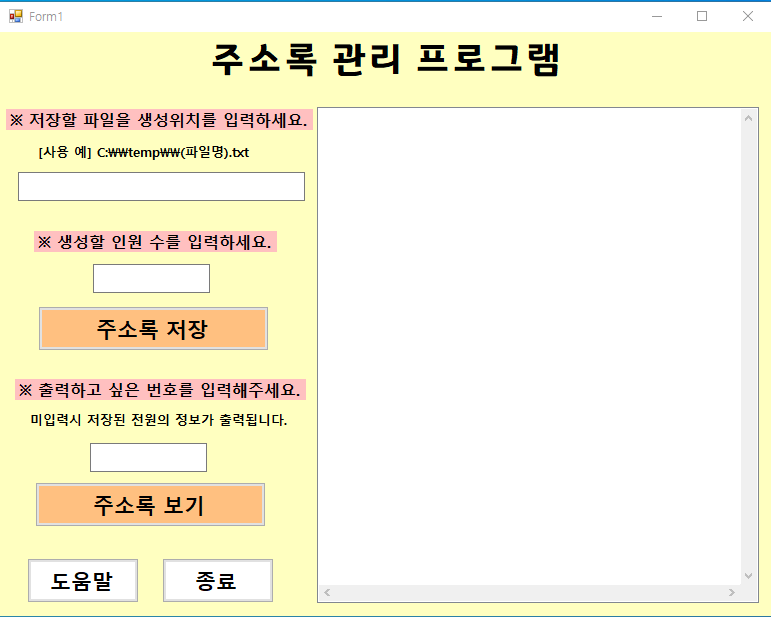 Form1
주소록 관리 프로그램
※ 저장할 파일을 생성위치를 입력하세요.
[사용 예] C:₩₩temp₩₩(파일명).txt
※ 생성할 인원 수를 입력하세요.
주소록 저장
※ 출력하고 싶은 번호를 입력해주세요.
미입력시 저장된 전원의 정보가 출력됩니다.
주소록 보기
도움말 종료